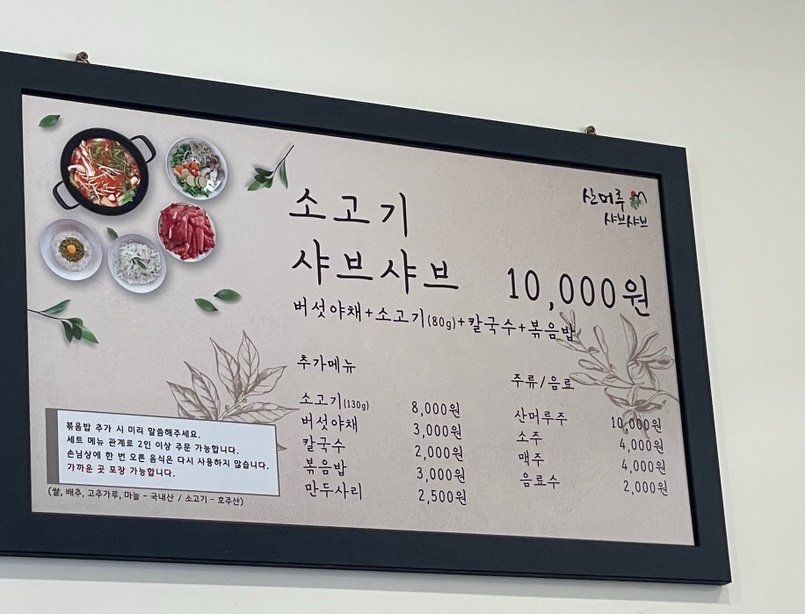 산머루
샤브샤브
소고기
샤브샤브 10,000원
버섯야채+소고기(80g)+칼국수+볶음밥
추가메뉴
소고기(130g) 8,000원
버섯야채 3,000원
칼국수 2,000원
볶음밥 3,000원
만두사리 2,500원
주류/음료
산머루주 10,000원
소주 4,000원
맥주 4,000원
음료수 2,000원
볶음밥 추가 시 미리 말씀해주세요.
세트 메뉴 관계로 2인 이상 주문 가능합니다.
손님상에 한 번 오른 음식은 다시 사용하지 않습니다.
가까운 곳 포장 가능합니다.
(쌀, 배추, 고추가루, 마늘 - 국내산 / 소고기 - 호주산)